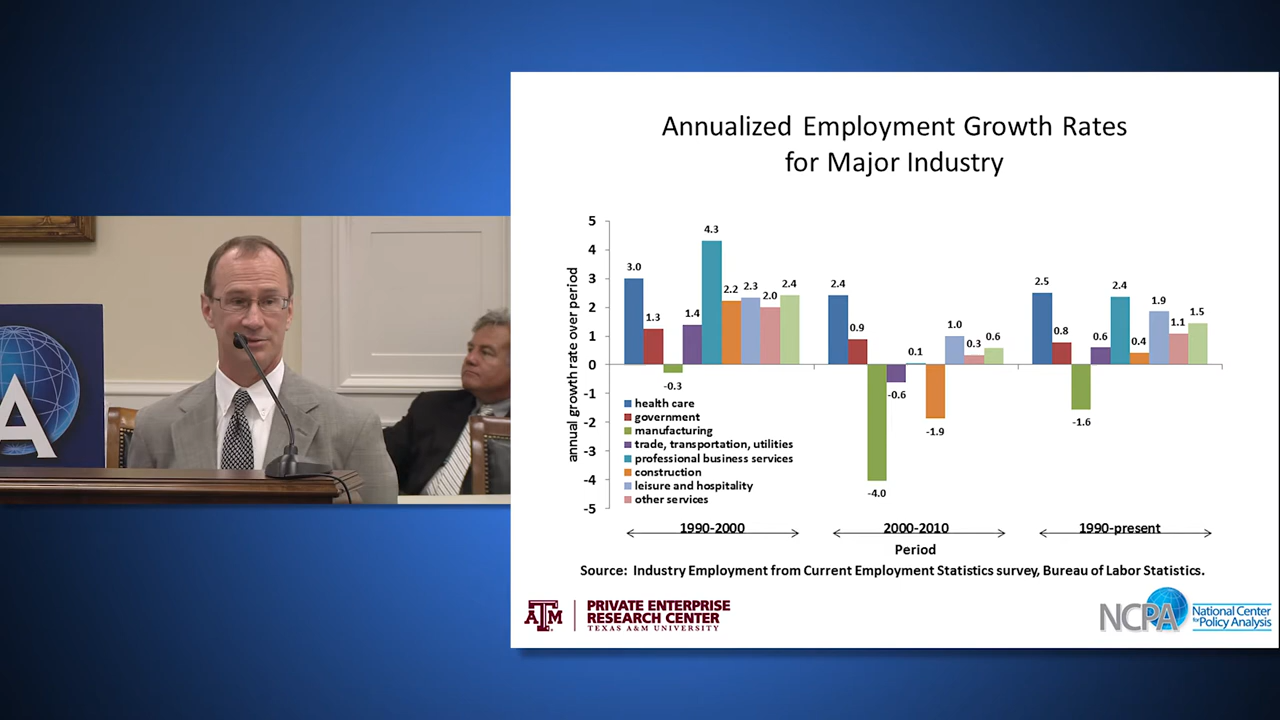 A
Annualized Employment Growth Rates
for Major Industry
annual growth rate over period
5
4
3
2
1
0
-1
-2
-3
-4
-5
3.0
1.3
-0.3
1.4
4.3
2.2
2.3
2.0
2.4
2.4
0.9
-4.0
-0.6
0.1
-1.9
1.0
0.3
0.6
2.5
0.8
-1.6
0.6
2.4
0.4
1.9
1.1
1.5
health care
government
manufacturing
trade, transportation, utilities
professional business services
construction
leisure and hospitality
other services
1990-2000
2000-2010
1990-present
Period
Source: Industry Employment from Current Employment Statistics survey, Bureau of Labor Statistics.
ATM
PRIVATE ENTERPRISE
RESEARCH CENTER
TEXAS A&M UNIVERSITY
NCPA
National Center
for Policy Analysis